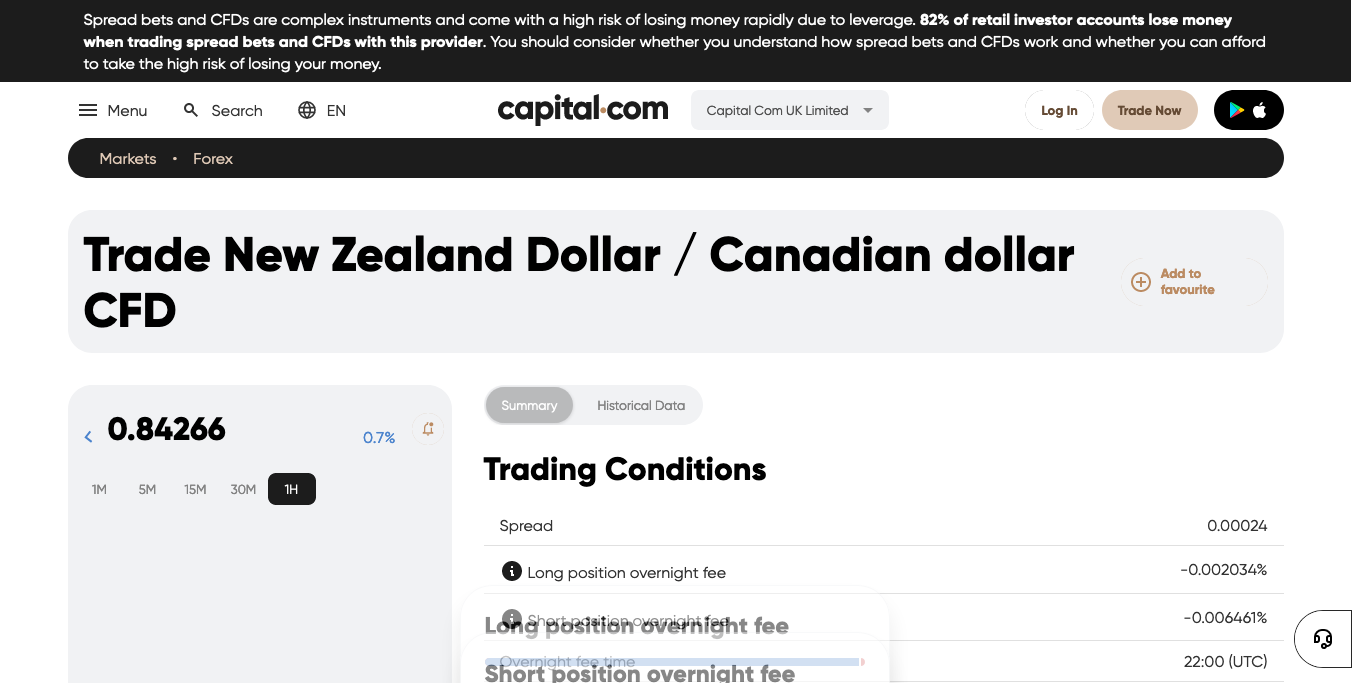 Spread bets and CFDs are complex instruments and come with a high risk of losing money rapidly due to leverage. 82% of retail investor accounts lose money
when trading spread bets and CFDs with this provider. You should consider whether you understand how spread bets and CFDs work and whether you can afford
to take the high risk of losing your money.
Menu Search EN capital.com Capital Com UK Limited Log In Trade Now
Markets • Forex
Trade New Zealand Dollar / Canadian dollar
CFD
Add to
favourite
0.84266 0.7%
1M 5M 15M 30M 1H
Summary Historical Data
Trading Conditions
Spread 0.00024
Long position overnight fee -0.002034%
Short position overnight fee -0.006461%
Long position overnight fee
Overnight fee time 22:00 (UTC)
Short position overnight fee